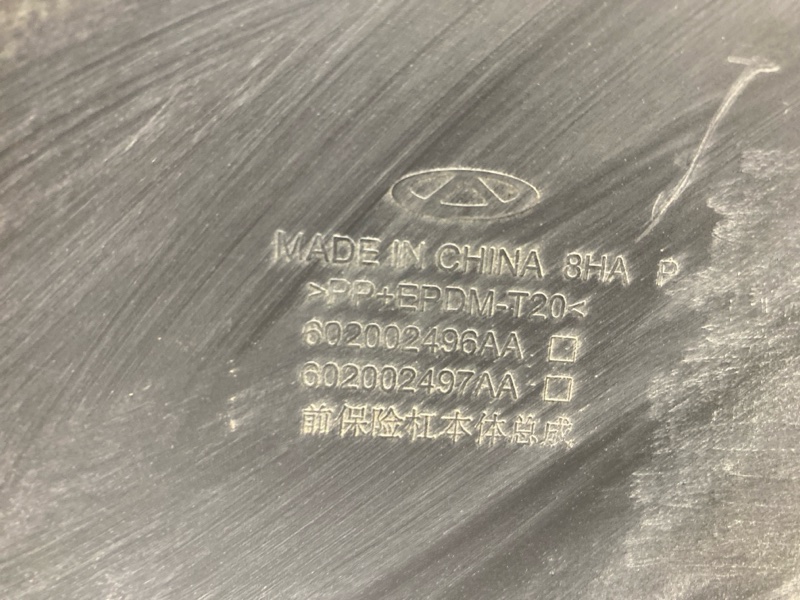 MADE IN CHINA 8HA P
>PP+EPDM-T20<
602002496AA □
602002497AA □
前保险杠本体总成